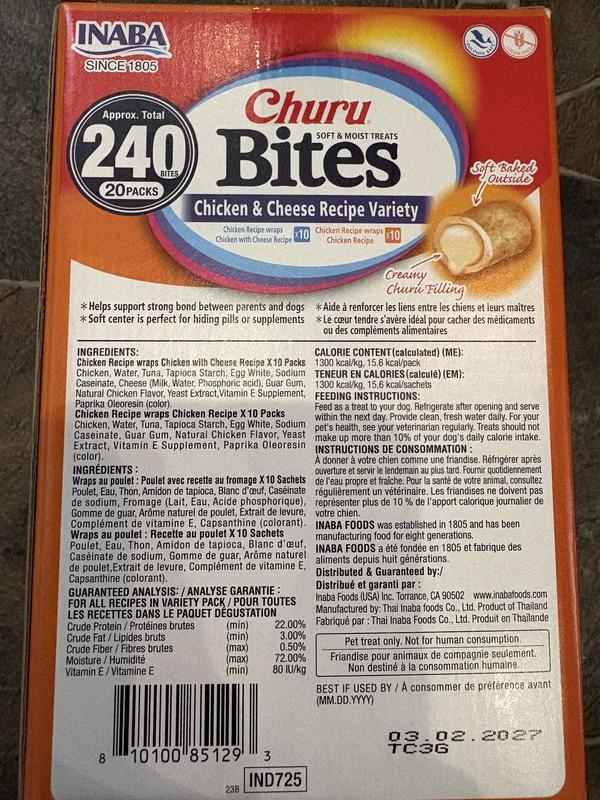 INABA
SINCE 1805
Approx. Total
240
BITES
20 PACKS
Churu
SOFT & MOIST TREATS
Bites
Chicken & Cheese Recipe Variety
Chicken Recipe wraps
Chicken with Cheese Recipe x10
Chicken Recipe wraps
Chicken Recipe x10
Soft Baked
Outside
Creamy
Churu Filling
*Helps support strong bond between parents and dogs
*Soft center is perfect for hiding pills or supplements
*Aide à renforcer les liens entre les chiens et leurs maîtres
*Le cœur tendre s'avère idéal pour cacher des médicaments
ou des compléments alimentaires
INGREDIENTS:
Chicken Recipe wraps Chicken with Cheese Recipe X 10 Packs
Chicken, Water, Tuna, Tapioca Starch, Egg White, Sodium
Caseinate, Cheese (Milk, Water, Phosphoric acid), Guar Gum,
Natural Chicken Flavor, Yeast Extract, Vitamin E Supplement,
Paprika Oleoresin (color).
Chicken Recipe wraps Chicken Recipe X 10 Packs
Chicken, Water, Tuna, Tapioca Starch, Egg White, Sodium
Caseinate, Guar Gum, Natural Chicken Flavor, Yeast
Extract, Vitamin E Supplement, Paprika Oleoresin
(color).
INGRÉDIENTS :
Wraps au poulet : Poulet avec recette au fromage X 10 Sachets
Poulet, Eau, Thon, Amidon de tapioca, Blanc d'œuf, Caséinate
de sodium, Fromage (Lait, Eau, Acide phosphorique),
Gomme de guar, Arôme naturel de poulet, Extrait de levure,
Complément de vitamine E, Capsanthine (colorant).
Wraps au poulet : Recette au poulet X 10 Sachets
Poulet, Eau, Thon, Amidon de tapioca, Blanc d'œuf,
Caséinate de sodium, Gomme de guar, Arôme naturel
de poulet, Extrait de levure, Complément de vitamine E,
Capsanthine (colorant).
GUARANTEED ANALYSIS: / ANALYSE GARANTIE :
FOR ALL RECIPES IN VARIETY PACK / POUR TOUTES
LES RECETTES DANS LE PAQUET DÉGUSTATION
Crude Protein / Protéines brutes (min) 22.00%
Crude Fat / Lipides bruts (min) 3.00%
Crude Fiber / Fibres brutes (max) 0.50%
Moisture / Humidité (max) 72.00%
Vitamin E / Vitamine E (min) 80 IU/kg
8 10100 85129 3
23B IND725
CALORIE CONTENT (calculated) (ME):
1300 kcal/kg, 15.6 kcal/pack
TENEUR EN CALORIES (calculé) (EM):
1300 kcal/kg, 15,6 kcal/sachets
FEEDING INSTRUCTIONS:
Feed as a treat to your dog. Refrigerate after opening and serve
within the next day. Provide clean, fresh water daily. For your
pet's health, see your veterinarian regularly. Treats should not
make up more than 10% of your dog's daily calorie intake.
INSTRUCTIONS DE CONSOMMATION :
À donner à votre chien comme une friandise. Réfrigérer après
ouverture et servir le lendemain au plus tard. Fournir quotidiennement
de l'eau propre et fraîche. Pour la santé de votre animal, consultez
régulièrement un vétérinaire. Les friandises ne doivent pas
représenter plus de 10 % de l'apport calorique journalier de
votre chien.
INABA FOODS was established in 1805 and has been
manufacturing food for eight generations.
INABA FOODS a été fondée en 1805 et fabrique des
aliments depuis huit générations.
Distributed & Guaranteed by:/
Distribué et garanti par :
Inaba Foods (USA) Inc. Torrance, CA 90502 www.inabafoods.com
Manufactured by: Thai Inaba foods Co., Ltd. Product of Thailand
Fabriqué par : Thai Inaba foods Co., Ltd. Produit en Thaïlande
Pet treat only. Not for human consumption.
Friandise pour animaux de compagnie seulement.
Non destiné à la consommation humaine.
BEST IF USED BY / À consommer de préférence avant
(MM.DD.YYYY)
03.02.2027
TC3G